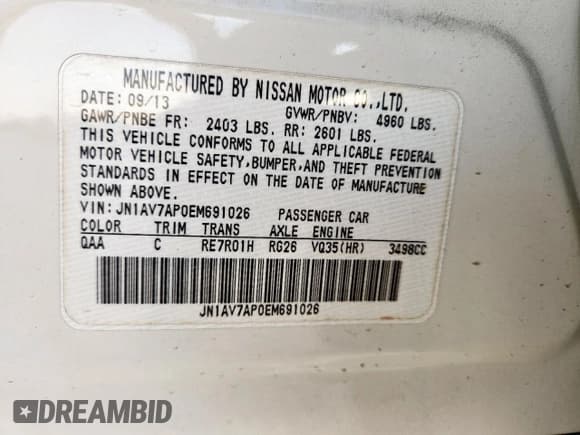 MANUFACTURED BY NISSAN MOTOR CO.,LTD.
DATE: 09/13 GVWR/PNBV: 4960 LBS.
GAWR/PNBE FR: 2403 LBS. RR: 2601 LBS.
THIS VEHICLE CONFORMS TO ALL APPLICABLE FEDERAL
MOTOR VEHICLE SAFETY, BUMPER, AND THEFT PREVENTION
STANDARDS IN EFFECT ON THE DATE OF MANUFACTURE
SHOWN ABOVE.
VIN: JN1AV7AP0EM691026 PASSENGER CAR
COLOR TRIM TRANS AXLE ENGINE
QAA C RE7R01H RG26 VQ35(HR) 3498CC
JN1AV7AP0EM691026
DREAMBID